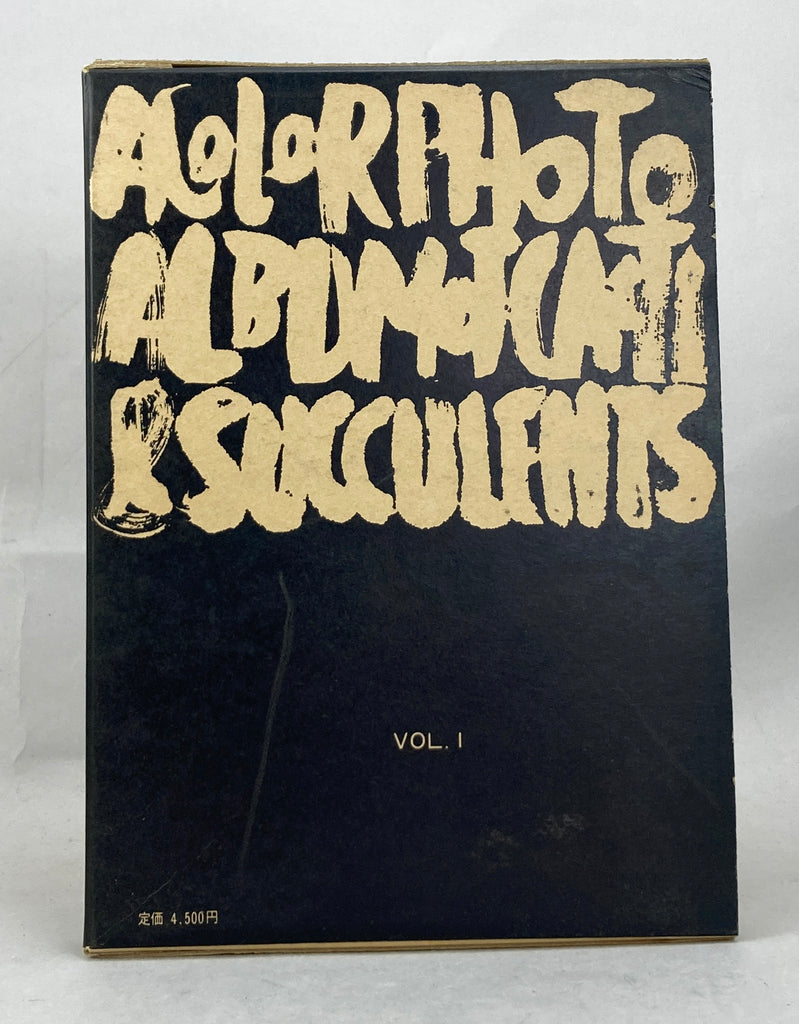 A COLOR PHOTO
ALBUM OF CACTI
& SUCCULENTS
VOL. I
定価 4,500円